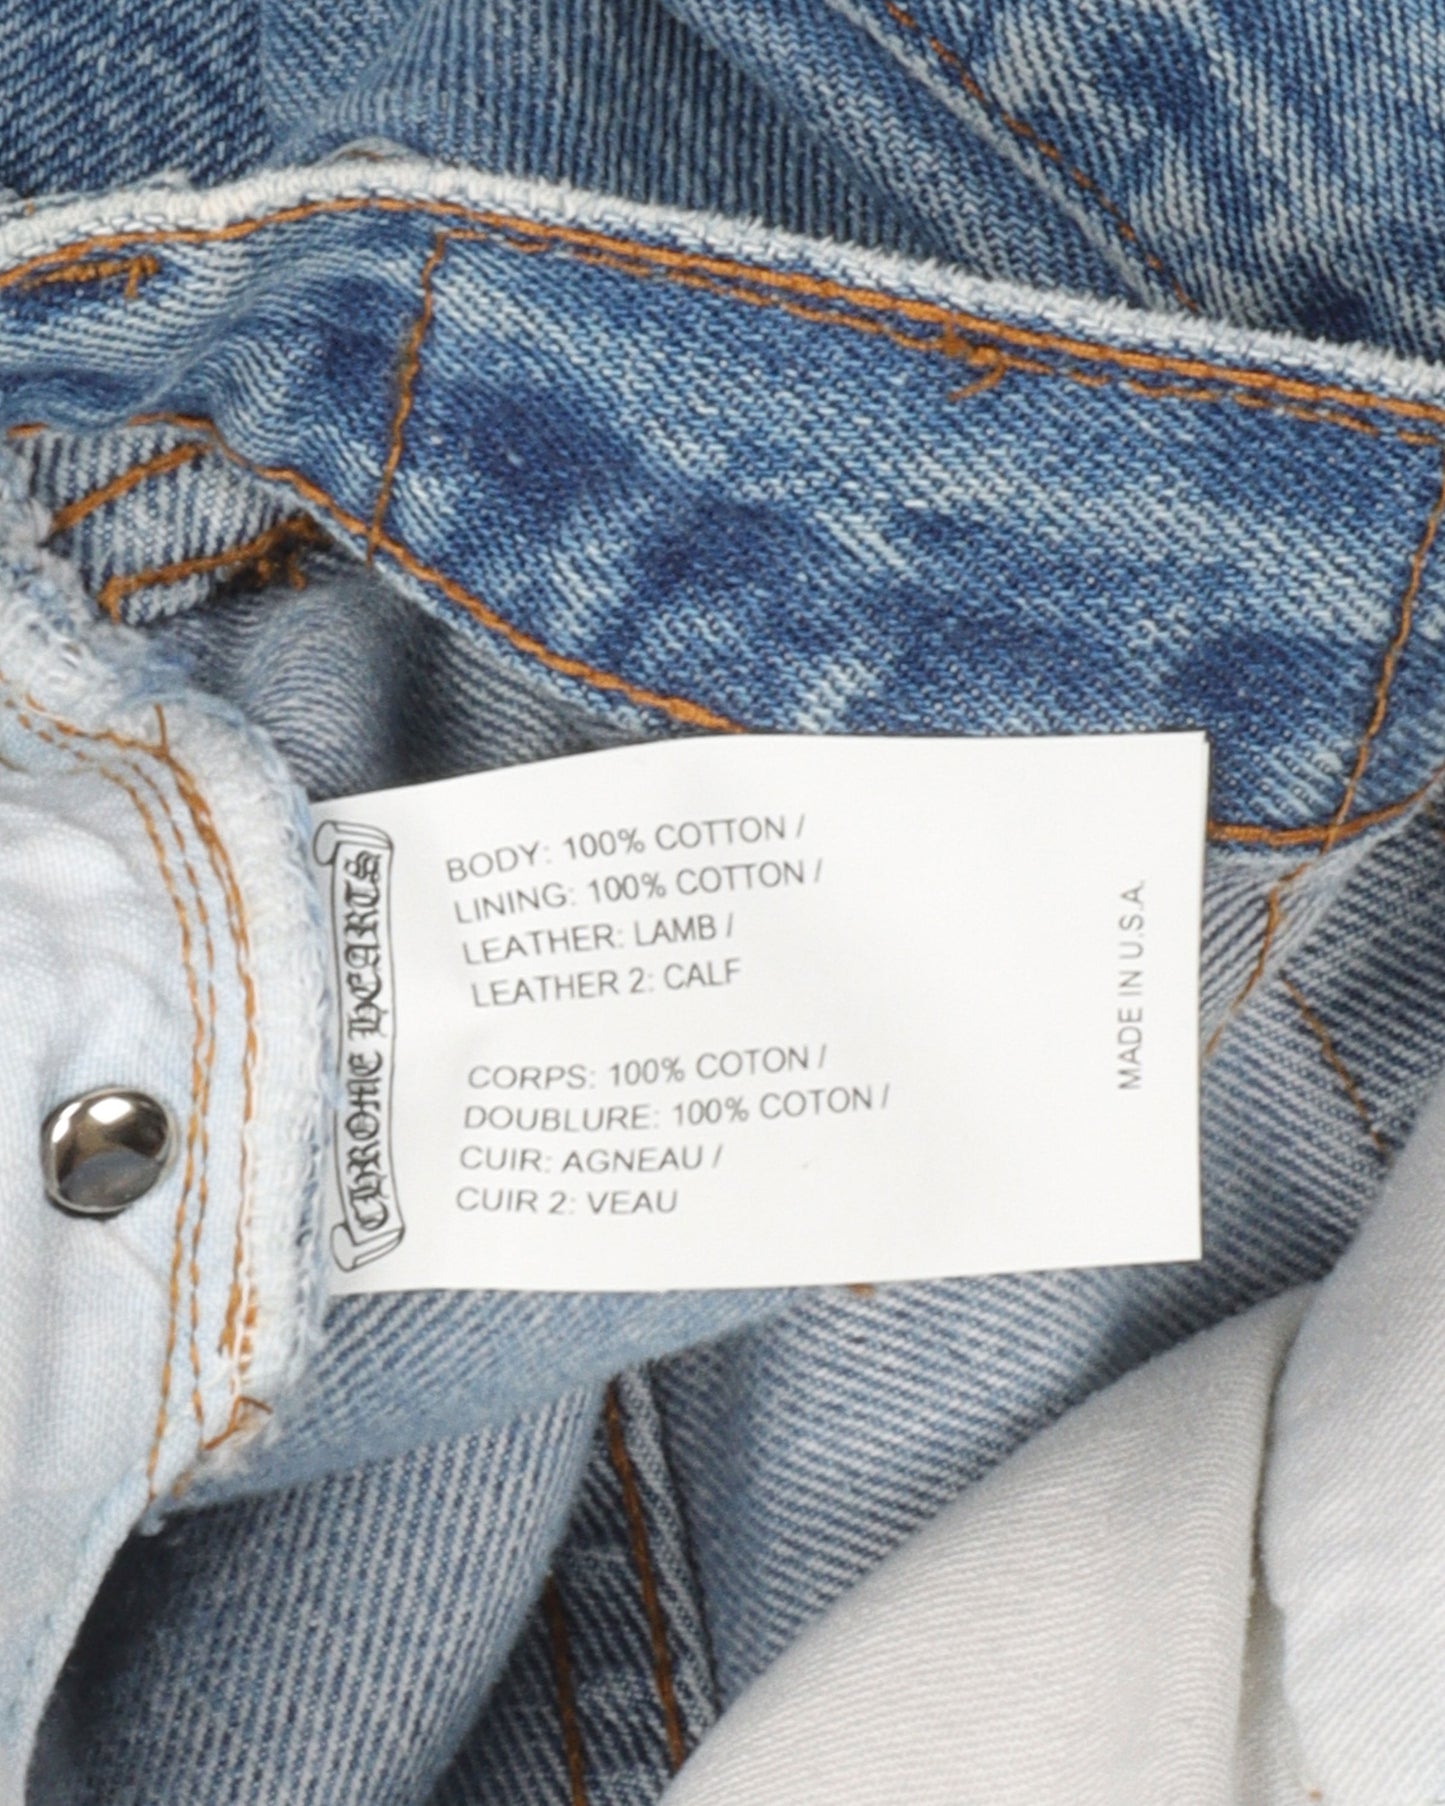 CHROME HEARTS
BODY: 100% COTTON /
LINING: 100% COTTON /
LEATHER: LAMB /
LEATHER 2: CALF
CORPS: 100% COTON /
DOUBLURE: 100% COTON /
CUIR: AGNEAU /
CUIR 2: VEAU
MADE IN U.S.A.